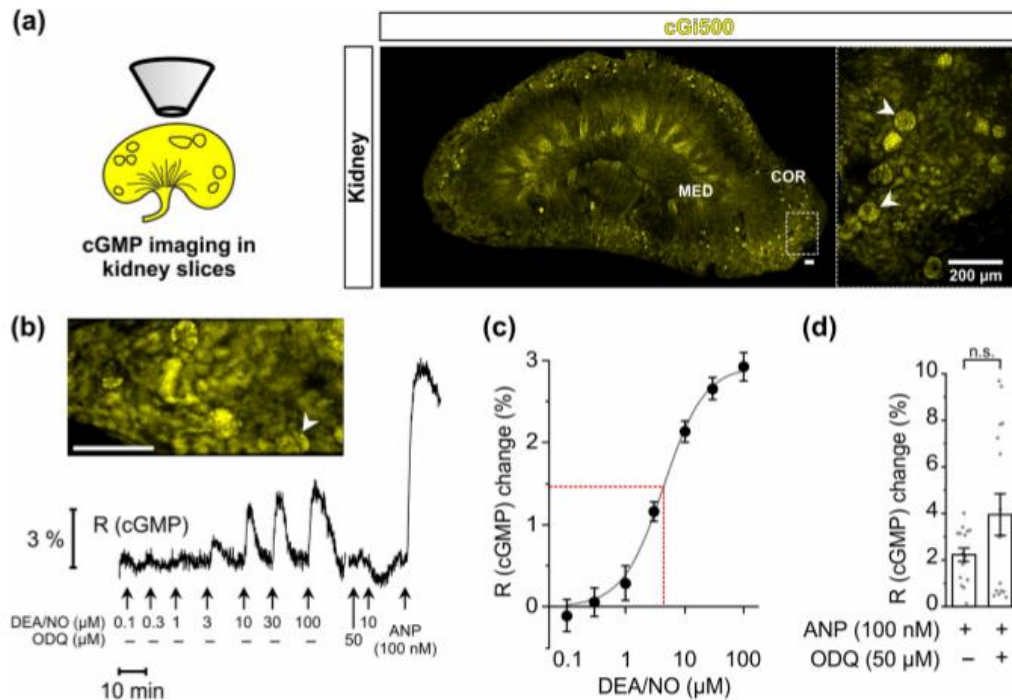 (a)
cGi500
Kidney
MED
COR
200 µm
cGMP imaging in
kidney slices
(b)
R (cGMP)
3 %
DEA/NO (µM) 0.1 0.3 1 3 10 30 100 10
ODQ (µM) – – – – – – – 50
ANP
(100 nM)
10 min
(c)
R (cGMP) change (%)
3
2
1
0
0.1 1 10 100
DEA/NO (µM)
(d)
n.s.
R (cGMP) change (%)
10
8
6
4
2
0
ANP (100 nM) + +
ODQ (50 µM) – +